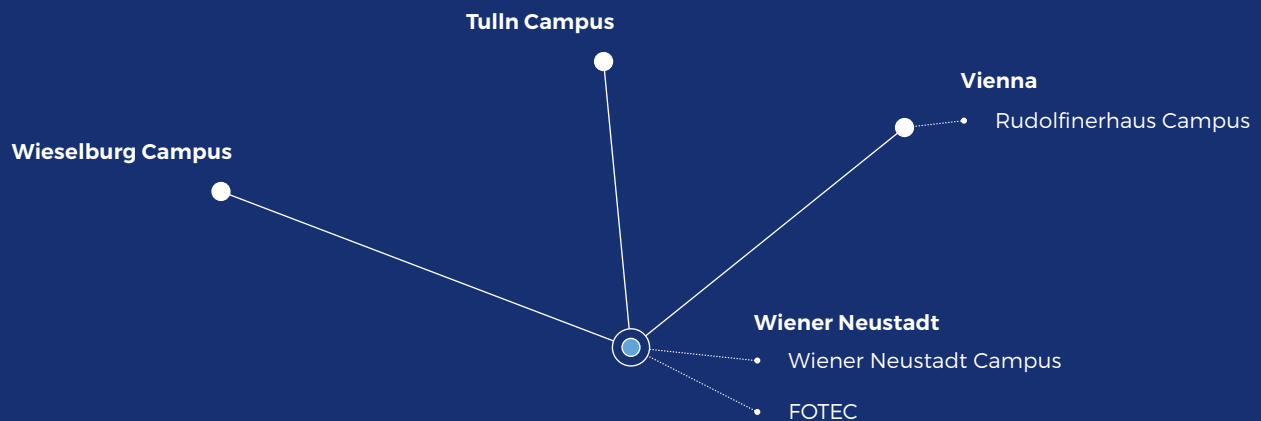 Tulln Campus
Vienna
Rudolfinerhaus Campus
Wieselburg Campus
Wiener Neustadt
Wiener Neustadt Campus
FOTEC